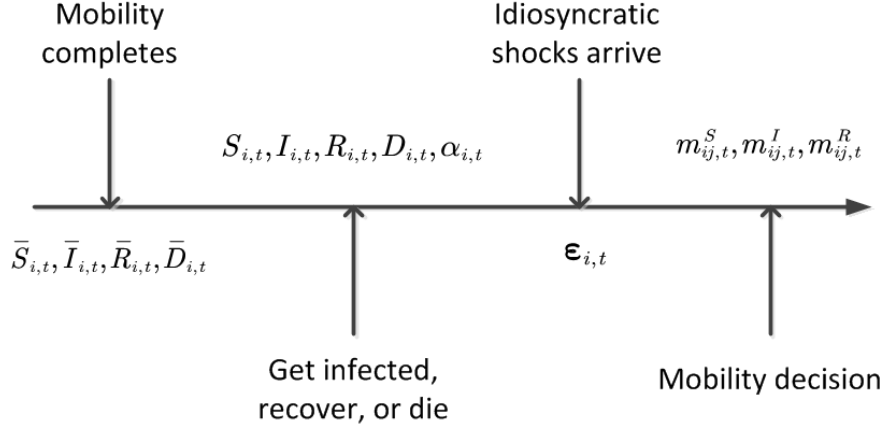 Mobility
completes
Idiosyncratic
shocks arrive
S_{i,t}, I_{i,t}, R_{i,t}, D_{i,t}, α_{i,t}
m^S_{ij,t}, m^I_{ij,t}, m^R_{ij,t}
S̄_{i,t}, Ī_{i,t}, R̄_{i,t}, D̄_{i,t}
ε_{i,t}
Get infected,
recover, or die
Mobility decision